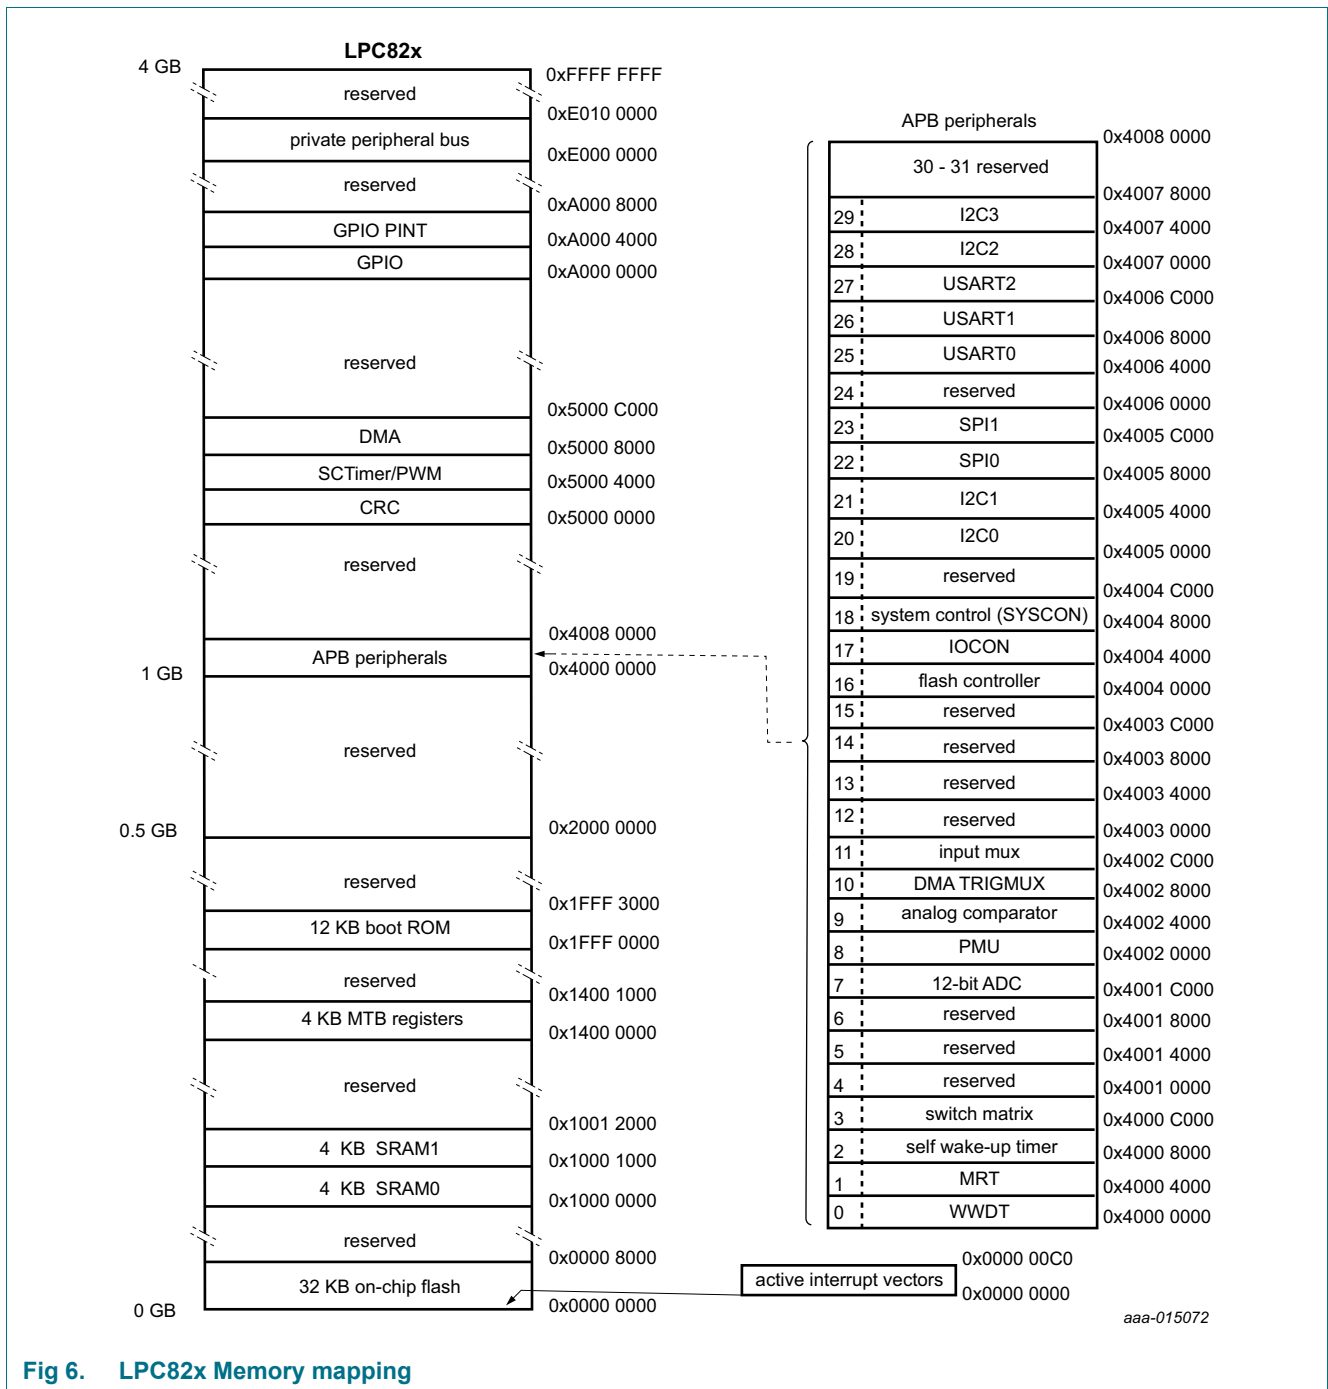 LPC82x
4 GB
0xFFFF FFFF
reserved
0xE010 0000
private peripheral bus
0xE000 0000
reserved
0xA000 8000
GPIO PINT
0xA000 4000
GPIO
0xA000 0000
reserved
0x5000 C000
DMA
0x5000 8000
SCTimer/PWM
0x5000 4000
CRC
0x5000 0000
reserved
0x4008 0000
APB peripherals
1 GB
0x4000 0000
reserved
0.5 GB
0x2000 0000
reserved
0x1FFF 3000
12 KB boot ROM
0x1FFF 0000
reserved
0x1400 1000
4 KB MTB registers
0x1400 0000
reserved
0x1001 2000
4 KB SRAM1
0x1000 1000
4 KB SRAM0
0x1000 0000
reserved
0x0000 8000
32 KB on-chip flash
0 GB
0x0000 0000
APB peripherals
0x4008 0000
30 - 31 reserved
0x4007 8000
29 I2C3
0x4007 4000
28 I2C2
0x4007 0000
27 USART2
0x4006 C000
26 USART1
0x4006 8000
25 USART0
0x4006 4000
24 reserved
0x4006 0000
23 SPI1
0x4005 C000
22 SPI0
0x4005 8000
21 I2C1
0x4005 4000
20 I2C0
0x4005 0000
19 reserved
0x4004 C000
18 system control (SYSCON)
0x4004 8000
17 IOCON
0x4004 4000
16 flash controller
0x4004 0000
15 reserved
0x4003 C000
14 reserved
0x4003 8000
13 reserved
0x4003 4000
12 reserved
0x4003 0000
11 input mux
0x4002 C000
10 DMA TRIGMUX
0x4002 8000
9 analog comparator
0x4002 4000
8 PMU
0x4002 0000
7 12-bit ADC
0x4001 C000
6 reserved
0x4001 8000
5 reserved
0x4001 4000
4 reserved
0x4001 0000
3 switch matrix
0x4000 C000
2 self wake-up timer
0x4000 8000
1 MRT
0x4000 4000
0 WWDT
0x4000 0000
0x0000 00C0
active interrupt vectors
0x0000 0000
aaa-015072
Fig 6. LPC82x Memory mapping